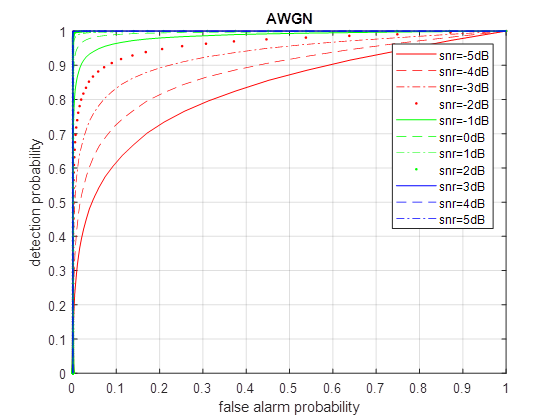 AWGN
detection probability
1
0.9
0.8
0.7
0.6
0.5
0.4
0.3
0.2
0.1
0
snr=-5dB
snr=-4dB
snr=-3dB
snr=-2dB
snr=-1dB
snr=0dB
snr=1dB
snr=2dB
snr=3dB
snr=4dB
snr=5dB
0 0.1 0.2 0.3 0.4 0.5 0.6 0.7 0.8 0.9 1
false alarm probability